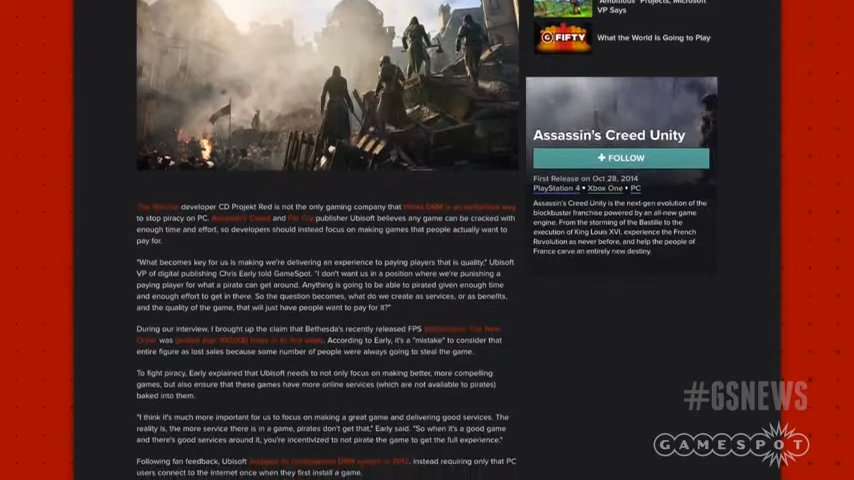 "Ambitious" Projects, Microsoft
VP Says
GFIFTY
What the World Is Going to Play
Assassin's Creed Unity
+ FOLLOW
First Release on Oct 28, 2014
PlayStation 4 • Xbox One • PC
Assassin's Creed Unity is the next-gen evolution of the
blockbuster franchise powered by an all-new game
engine. From the storming of the Bastille to the
execution of King Louis XVI, experience the French
Revolution as never before, and help the people of
France carve an entirely new destiny.
The Witcher developer CD Projekt Red is not the only gaming company that thinks DRM is an ineffective way
to stop piracy on PC. Assassin's Creed and Far Cry publisher Ubisoft believes any game can be cracked with
enough time and effort, so developers should instead focus on making games that people actually want to
pay for.
"What becomes key for us is making we're delivering an experience to paying players that is quality," Ubisoft
VP of digital publishing Chris Early told GameSpot. "I don't want us in a position where we're punishing a
paying player for what a pirate can get around. Anything is going to be able to pirated given enough time
and enough effort to get in there. So the question becomes, what do we create as services, or as benefits,
and the quality of the game, that will just have people want to pay for it?"
During our interview, I brought up the claim that Bethesda's recently released FPS Wolfenstein: The New
Order was pirated over 100,000 times in its first week. According to Early, it's a "mistake" to consider that
entire figure as lost sales because some number of people were always going to steal the game.
To fight piracy, Early explained that Ubisoft needs to not only focus on making better, more compelling
games, but also ensure that these games have more online services (which are not available to pirates)
baked into them.
"I think it's much more important for us to focus on making a great game and delivering good services. The
reality is, the more service there is in a game, pirates don't get that," Early said. "So when it's a good game
and there's good services around it, you're incentivized to not pirate the game to get the full experience."
Following fan feedback, Ubisoft dropped its controversial DRM system in 2012, instead requiring only that PC
users connect to the Internet once when they first install a game.
#GSNEWS
GAMESPOT